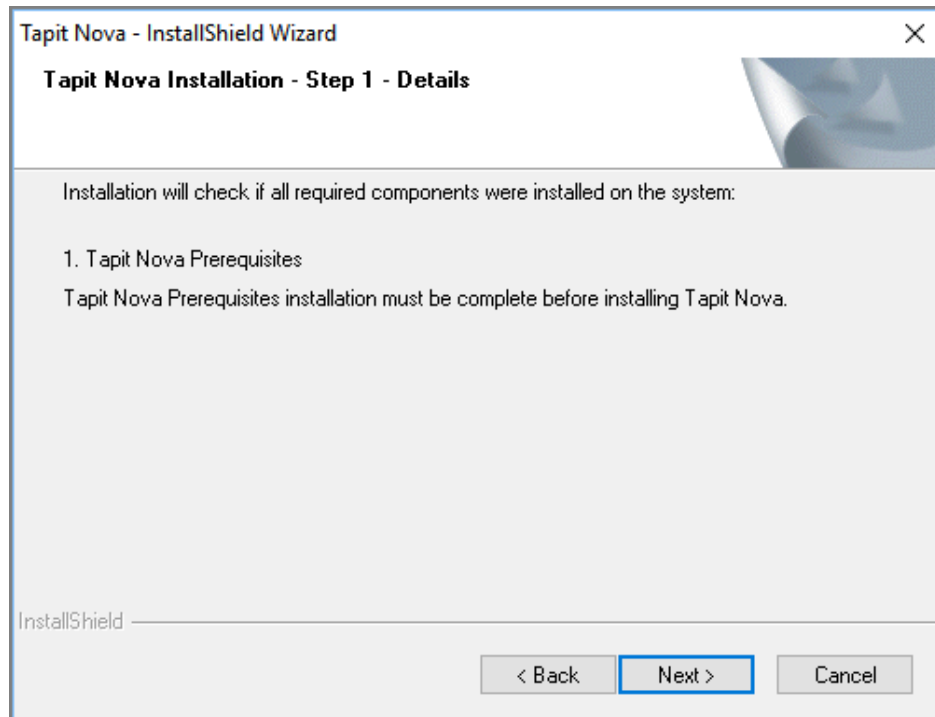 Tapit Nova - InstallShield Wizard
Tapit Nova Installation - Step 1 - Details
Installation will check if all required components were installed on the system:
1. Tapit Nova Prerequisites
Tapit Nova Prerequisites installation must be complete before installing Tapit Nova.
InstallShield
< Back Next > Cancel